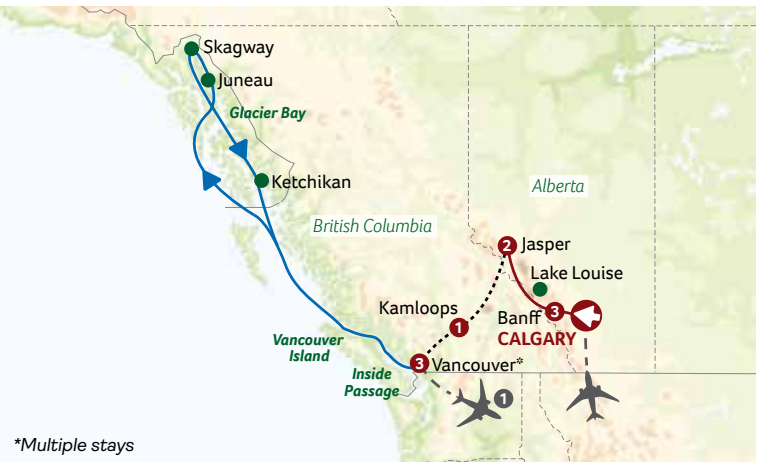 Skagway
Juneau
Glacier Bay
Ketchikan
Alberta
British Columbia
2 Jasper
Lake Louise
Kamloops
1
Banff 3
CALGARY
Vancouver
Island
3 Vancouver*
Inside
Passage
1
*Multiple stays